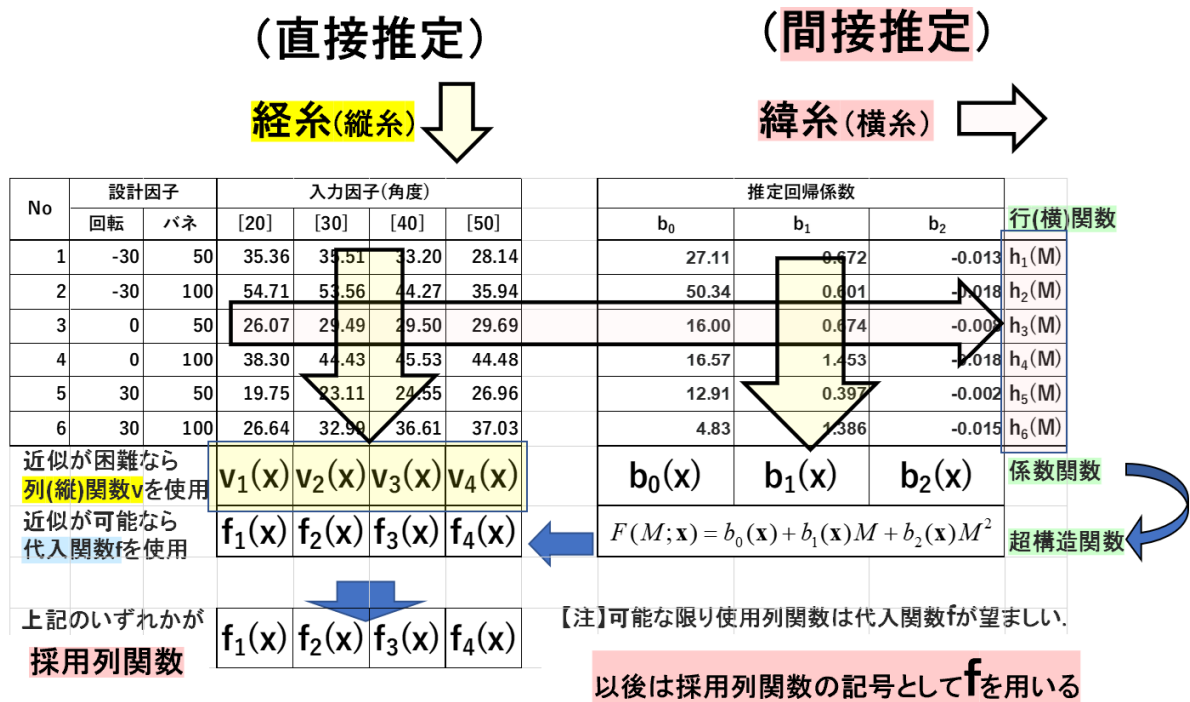 (直接推定)
(間接推定)
経糸(縦糸)
緯糸(横糸)
No 設計因子 入力因子(角度) 推定回帰係数
回転 バネ [20] [30] [40] [50] b₀ b₁ b₂ 行(横)関数
1 -30 50 35.36 35.51 33.20 28.14 27.11 0.672 -0.013 h₁(M)
2 -30 100 54.71 53.56 44.27 35.94 50.34 0.601 -0.018 h₂(M)
3 0 50 26.07 29.49 29.50 29.69 16.00 0.674 -0.008 h₃(M)
4 0 100 38.30 44.43 45.53 44.48 16.57 1.453 -0.018 h₄(M)
5 30 50 19.75 23.11 24.55 26.96 12.91 0.397 -0.002 h₅(M)
6 30 100 26.64 32.99 36.61 37.03 4.83 1.386 -0.015 h₆(M)
近似が困難なら
列(縦)関数vを使用
v₁(x) v₂(x) v₃(x) v₄(x) b₀(x) b₁(x) b₂(x) 係数関数
近似が可能なら
代入関数fを使用
f₁(x) f₂(x) f₃(x) f₄(x) F(M;x)=b₀(x)+b₁(x)M+b₂(x)M² 超構造関数
上記のいずれかが
採用列関数
f₁(x) f₂(x) f₃(x) f₄(x)
【注】可能な限り使用列関数は代入関数fが望ましい.
以後は採用列関数の記号としてfを用いる